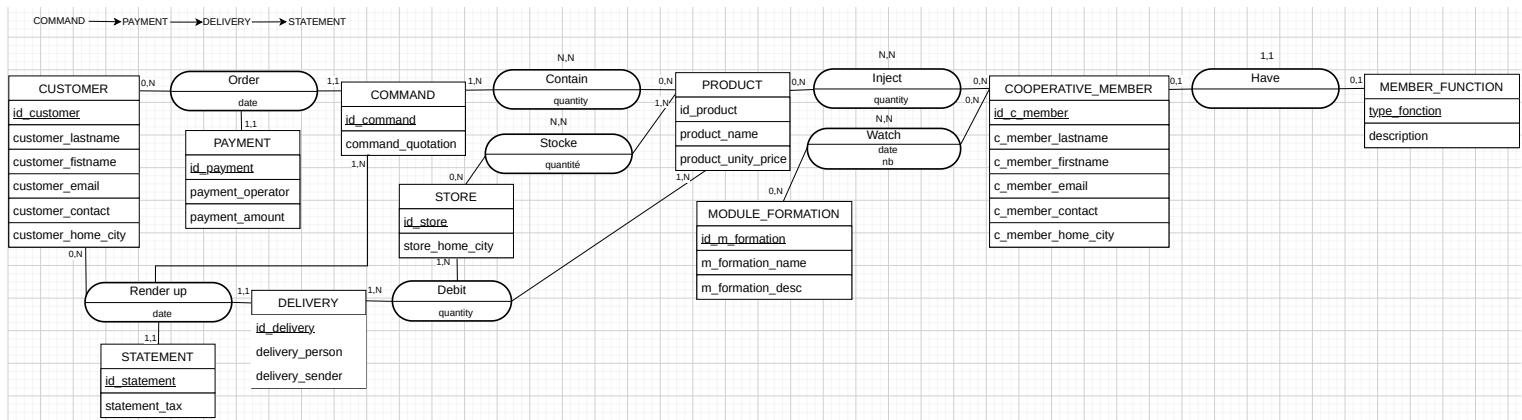 COMMAND PAYMENT DELIVERY STATEMENT
CUSTOMER
id_customer
customer_lastname
customer_fistname
customer_email
customer_contact
customer_home_city
0,N
Order
date
1,1
1,1
PAYMENT
id_payment
payment_operator
payment_amount
COMMAND
id_command
command_quotation
1,N
1,N
N,N
Contain
quantity
0,N
N,N
Stocke
quantité
1,N
0,N
STORE
id_store
store_home_city
1,N
PRODUCT
id_product
product_name
product_unity_price
1,N
0,N
N,N
Inject
quantity
0,N
N,N
Watch
date
nb
0,N
0,N
MODULE_FORMATION
id_m_formation
m_formation_name
m_formation_desc
COOPERATIVE_MEMBER
id_c_member
c_member_lastname
c_member_firstname
c_member_email
c_member_contact
c_member_home_city
0,1
1,1
Have
0,1
MEMBER_FUNCTION
type_fonction
description
0,N
Render up
date
1,1
1,1
DELIVERY
id_delivery
delivery_person
delivery_sender
1,N
Debit
quantity
STATEMENT
id_statement
statement_tax